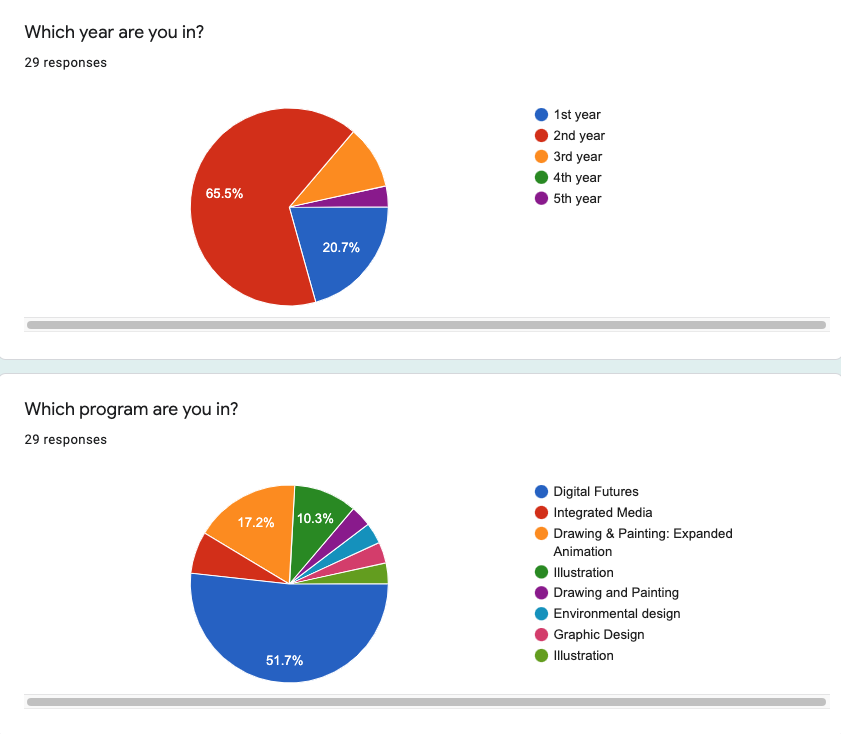 Which year are you in?
29 responses
65.5%
20.7%
1st year
2nd year
3rd year
4th year
5th year
Which program are you in?
29 responses
17.2%
10.3%
51.7%
Digital Futures
Integrated Media
Drawing & Painting: Expanded
Animation
Illustration
Drawing and Painting
Environmental design
Graphic Design
Illustration